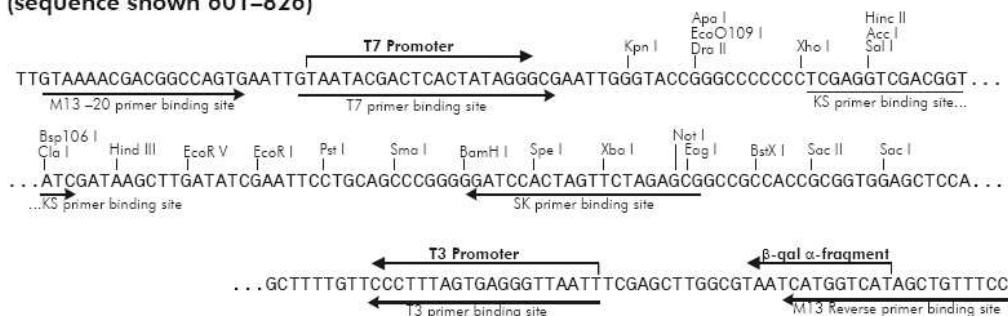 (sequence shown 601–826)
Apa I
Hinc II
EcoO109 I
Acc I
T7 Promoter
Kpn I
Dra II
Xho I
Sal I
TTGTAAAACGACGGCCAGTGAATTGTAATACGACTCACTATAGGGCGAATTGGGTACCGGGCCCCCCCTCGAGGTCGACGGT...
M13 –20 primer binding site
T7 primer binding site
KS primer binding site...
Bsp106 I
Not I
Cla I
Hind III
EcoR V
EcoR I
Pst I
Sma I
BamH I
Spe I
Xba I
Eag I
BstX I
Sac II
Sac I
...ATCGATAAGCTTGATATCGAATTCCTGCAGCCCGGGGGATCCACTAGTTCTAGAGCGGCCGCCACCGCGGTGGAGCTCCA...
...KS primer binding site
SK primer binding site
T3 Promoter
β-gal α-fragment
...GCTTTTGTTCCCTTTAGTGAGGGTTAATTTCGAGCTTGGCGTAATCATGGTCATAGCTGTTTCC
T3 primer binding site
M13 Reverse primer binding site